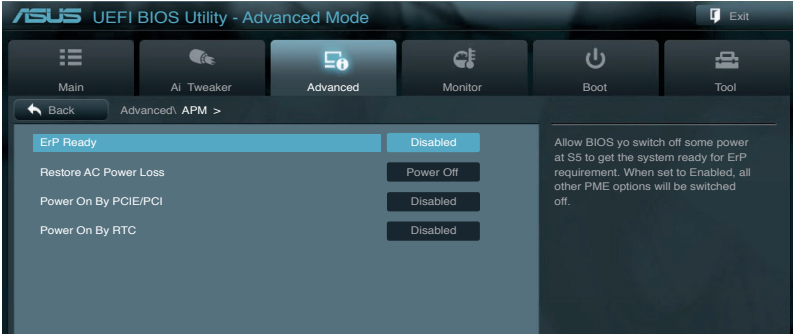 ASUS UEFI BIOS Utility - Advanced Mode
Exit
Main
Ai Tweaker
Advanced
Monitor
Boot
Tool
Back
Advanced\ APM >
ErP Ready Disabled
Restore AC Power Loss Power Off
Power On By PCIE/PCI Disabled
Power On By RTC Disabled
Allow BIOS yo switch off some power
at S5 to get the system ready for ErP
requirement. When set to Enabled, all
other PME options will be switched
off.